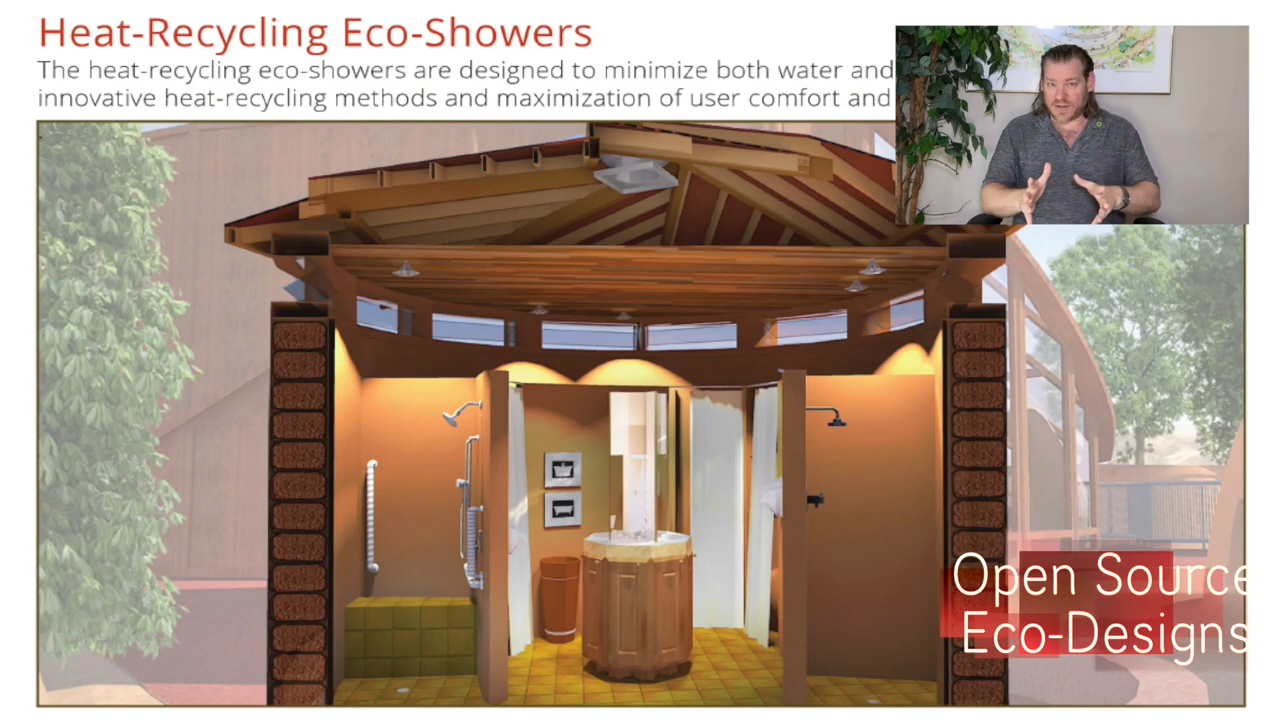 Heat-Recycling Eco-Showers
The heat-recycling eco-showers are designed to minimize both water and
innovative heat-recycling methods and maximization of user comfort and
Open Source
Eco-Designs